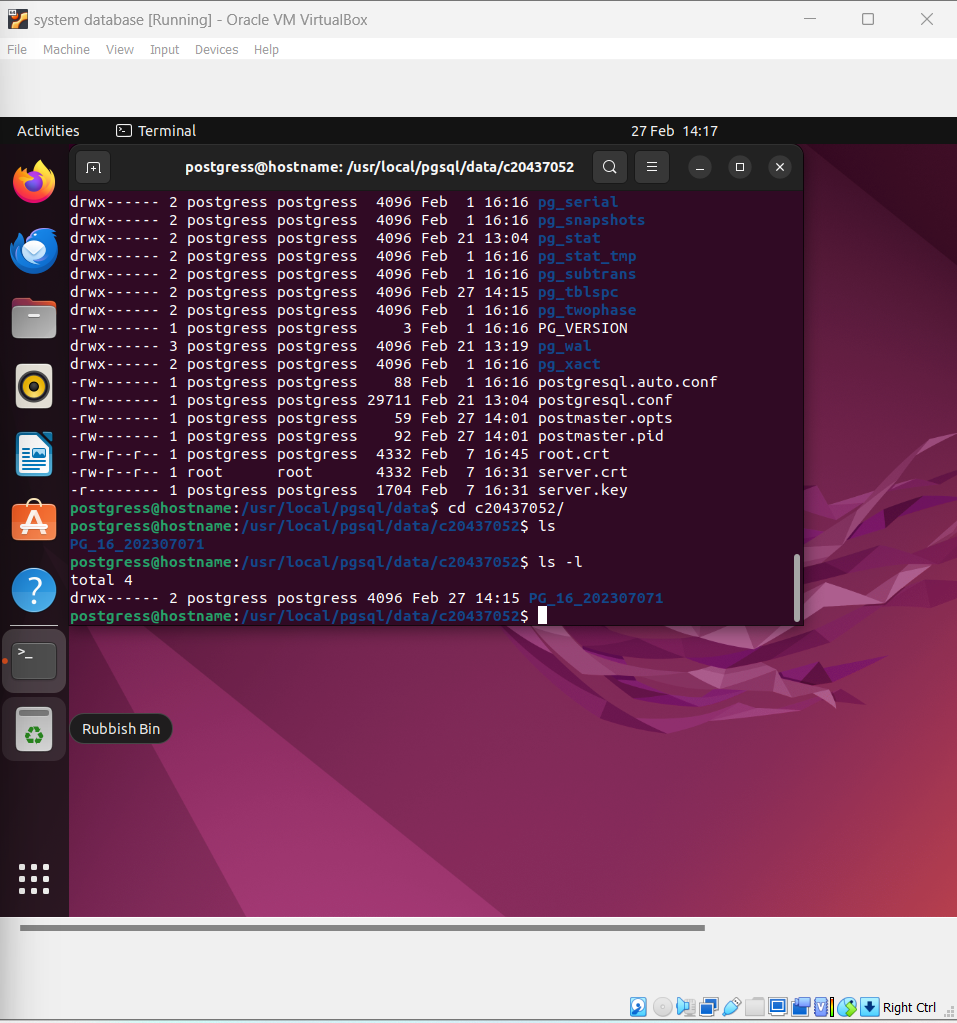 system database [Running] - Oracle VM VirtualBox
File Machine View Input Devices Help
Activities Terminal 27 Feb 14:17
postgress@hostname: /usr/local/pgsql/data/c20437052
drwx------ 2 postgress postgress  4096 Feb  1 16:16 pg_serial
drwx------ 2 postgress postgress  4096 Feb  1 16:16 pg_snapshots
drwx------ 2 postgress postgress  4096 Feb 21 13:04 pg_stat
drwx------ 2 postgress postgress  4096 Feb  1 16:16 pg_stat_tmp
drwx------ 2 postgress postgress  4096 Feb  1 16:16 pg_subtrans
drwx------ 2 postgress postgress  4096 Feb 27 14:15 pg_tblspc
drwx------ 2 postgress postgress  4096 Feb  1 16:16 pg_twophase
-rw------- 1 postgress postgress     3 Feb  1 16:16 PG_VERSION
drwx------ 3 postgress postgress  4096 Feb 21 13:19 pg_wal
drwx------ 2 postgress postgress  4096 Feb  1 16:16 pg_xact
-rw------- 1 postgress postgress    88 Feb  1 16:16 postgresql.auto.conf
-rw------- 1 postgress postgress 29711 Feb 21 13:04 postgresql.conf
-rw------- 1 postgress postgress    59 Feb 27 14:01 postmaster.opts
-rw------- 1 postgress postgress    92 Feb 27 14:01 postmaster.pid
-rw-r--r-- 1 postgress postgress  4332 Feb  7 16:45 root.crt
-rw-r--r-- 1 root      root       4332 Feb  7 16:31 server.crt
-r-------- 1 postgress postgress  1704 Feb  7 16:31 server.key
postgress@hostname:/usr/local/pgsql/data$ cd c20437052/
postgress@hostname:/usr/local/pgsql/data/c20437052$ ls
PG_16_202307071
postgress@hostname:/usr/local/pgsql/data/c20437052$ ls -l
total 4
drwx------ 2 postgress postgress 4096 Feb 27 14:15 PG_16_202307071
postgress@hostname:/usr/local/pgsql/data/c20437052$
Rubbish Bin
Right Ctrl